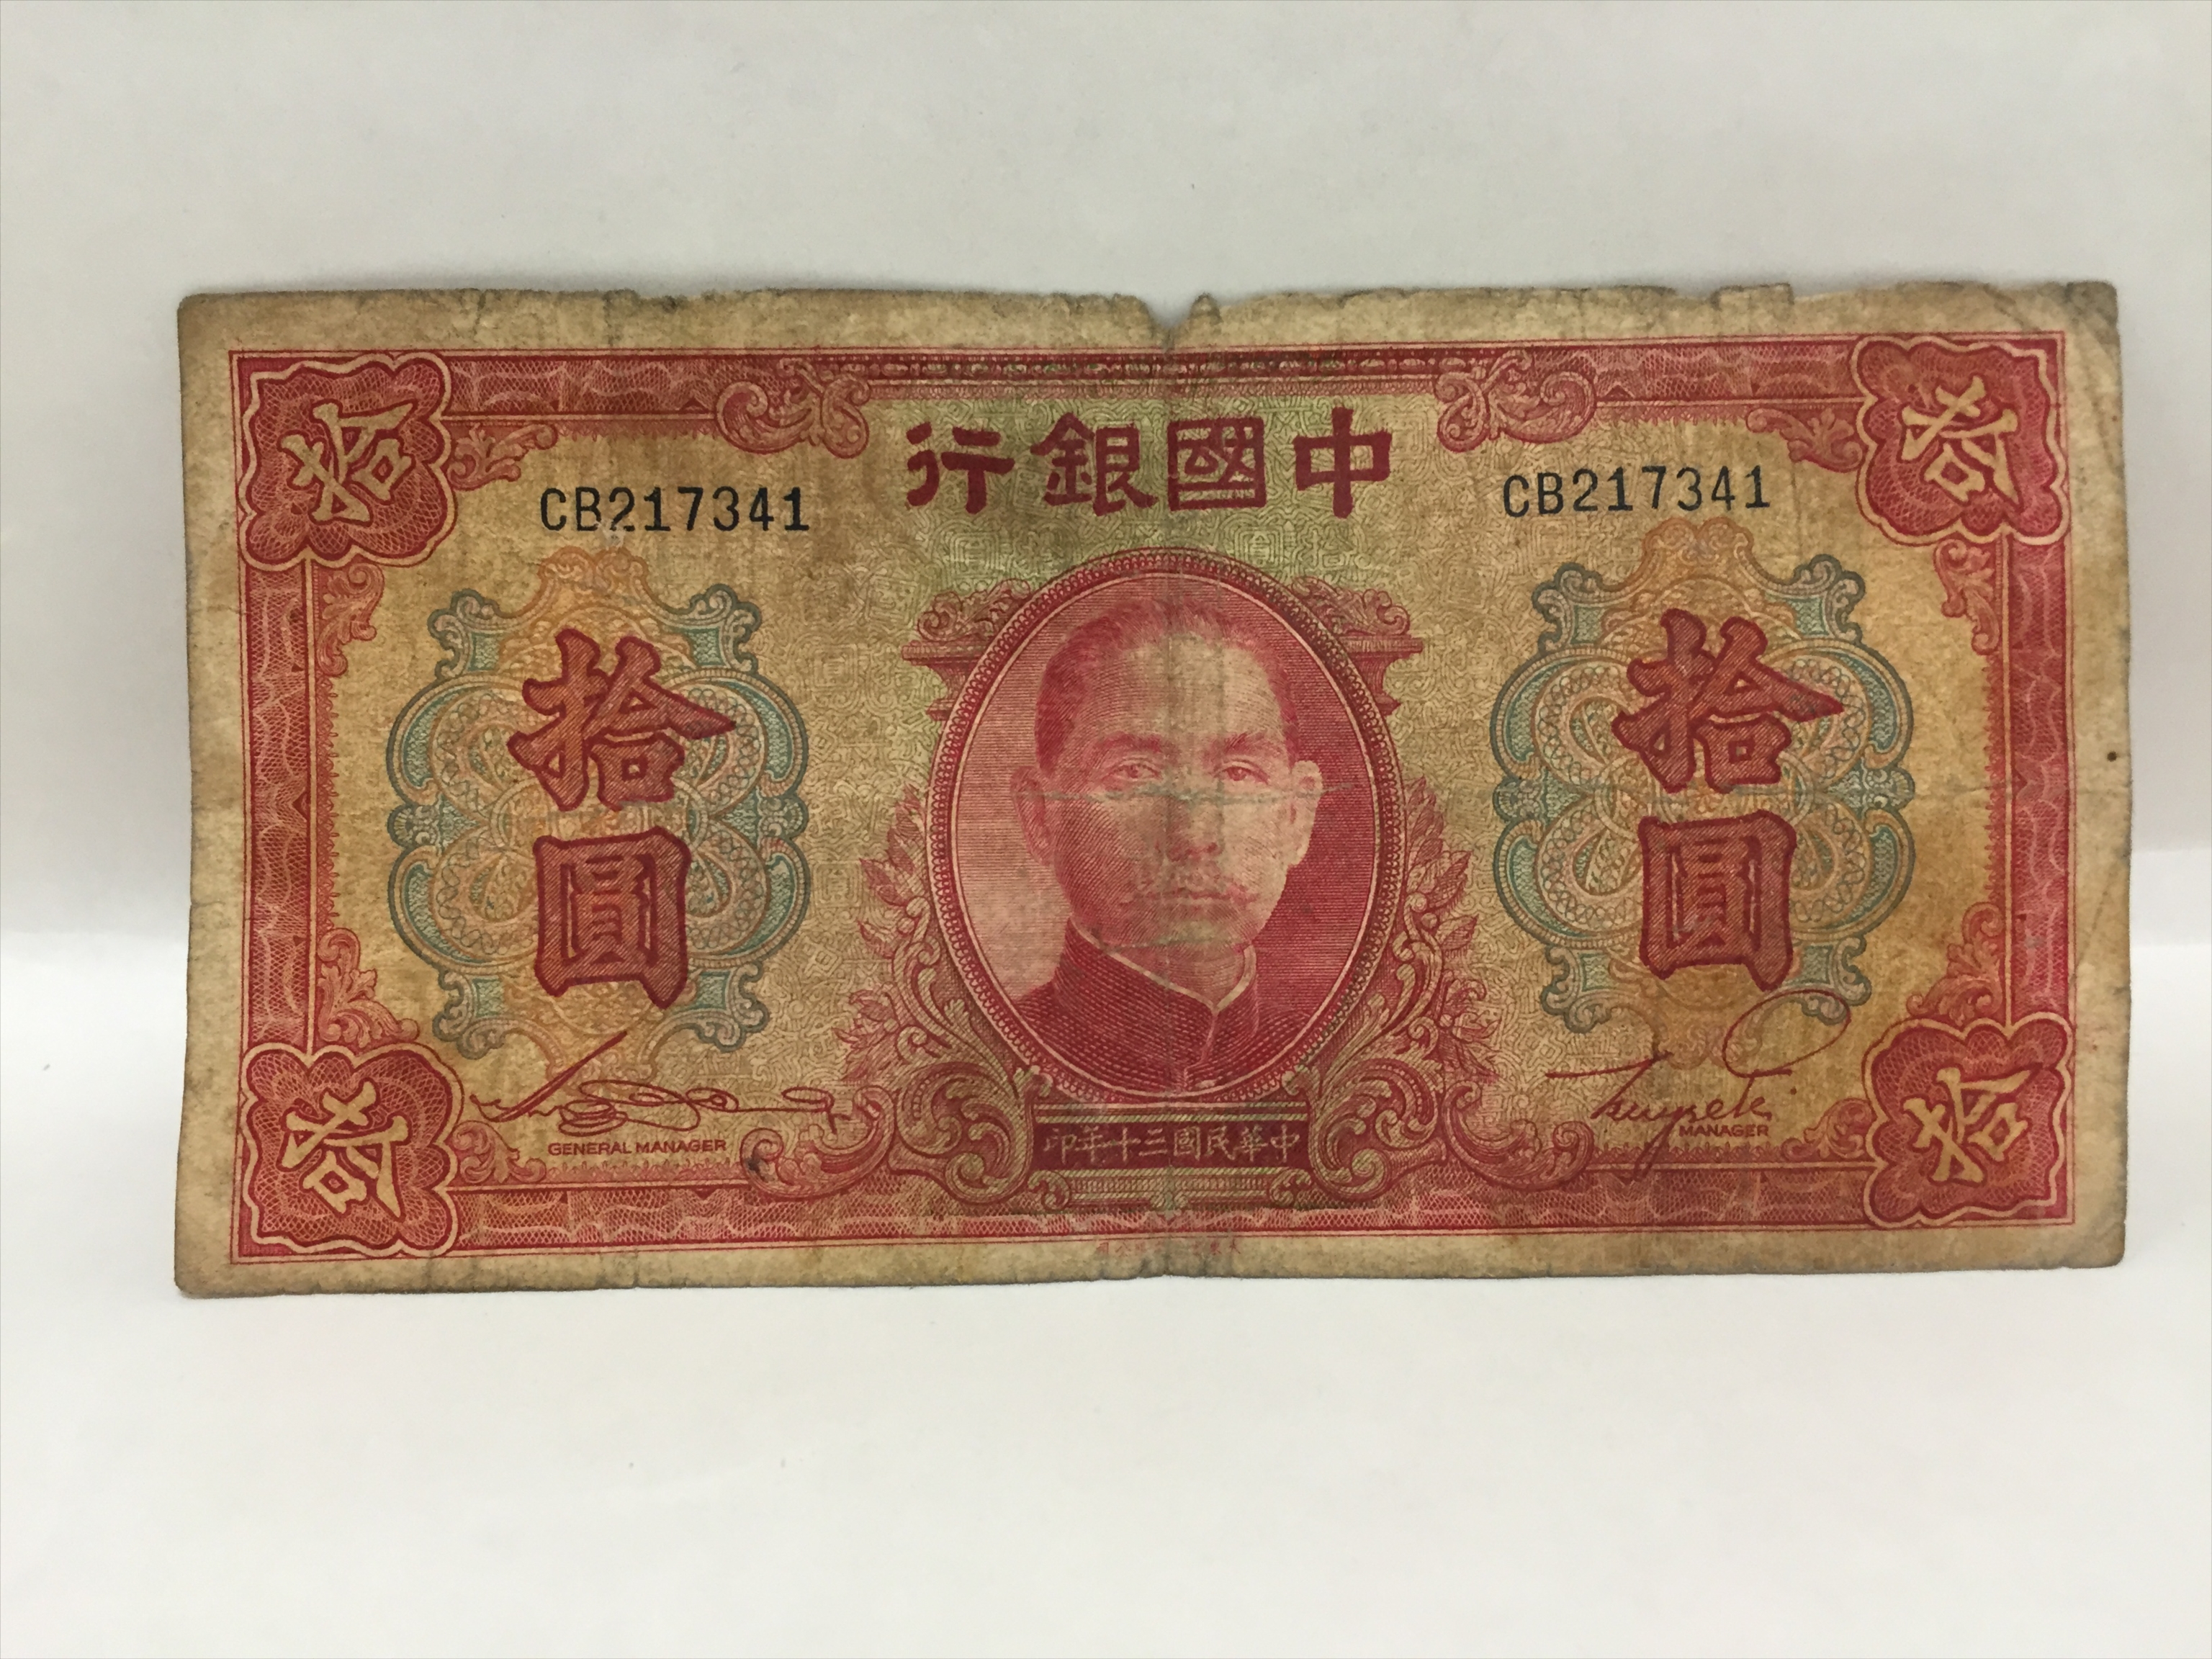 中國銀行
CB217341
CB217341
拾
拾
拾圓
拾圓
GENERAL MANAGER
MANAGER
中華民國三十年印
拾
拾